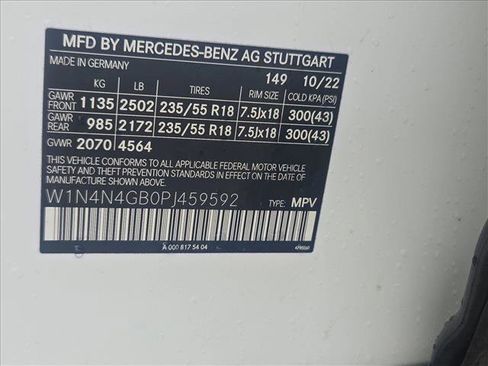 MFD BY MERCEDES-BENZ AG STUTTGART
MADE IN GERMANY 149 10/22
KG LB TIRES RIM SIZE COLD KPA (PSI)
GAWR FRONT 1135 2502 235/55 R18 7.5Jx18 300(43)
GAWR REAR 985 2172 235/55 R18 7.5Jx18 300(43)
GVWR 2070 4564
THIS VEHICLE CONFORMS TO ALL APPLICABLE FEDERAL MOTOR VEHICLE
SAFETY AND THEFT PREVENTION STANDARDS IN EFFECT ON THE DATE OF
MANUFACTURE SHOWN ABOVE.
W1N4N4GB0PJ459592 TYPE: MPV
A 000 817 54 04